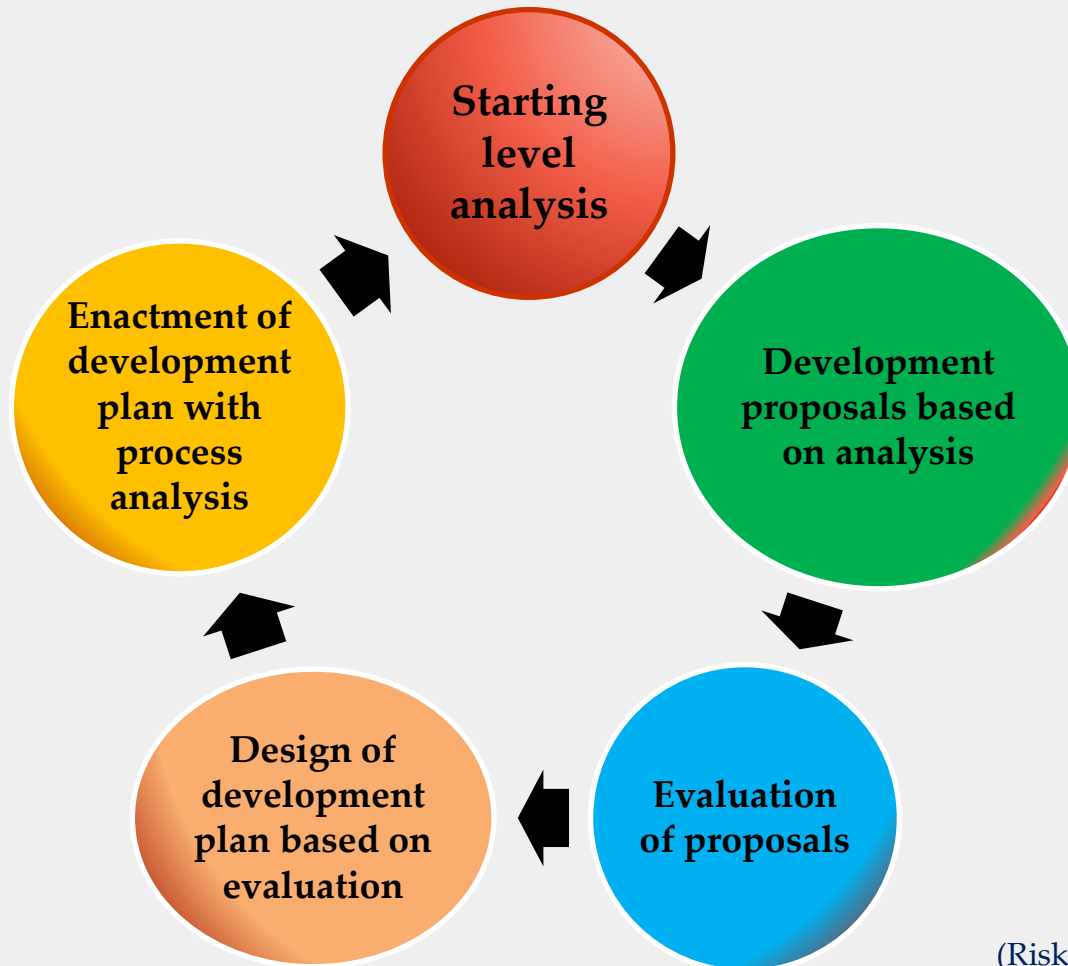 Starting
level
analysis
Development
proposals based
on analysis
Evaluation
of proposals
Design of
development
plan based on
evaluation
Enactment of
development
plan with
process
analysis
(Risk